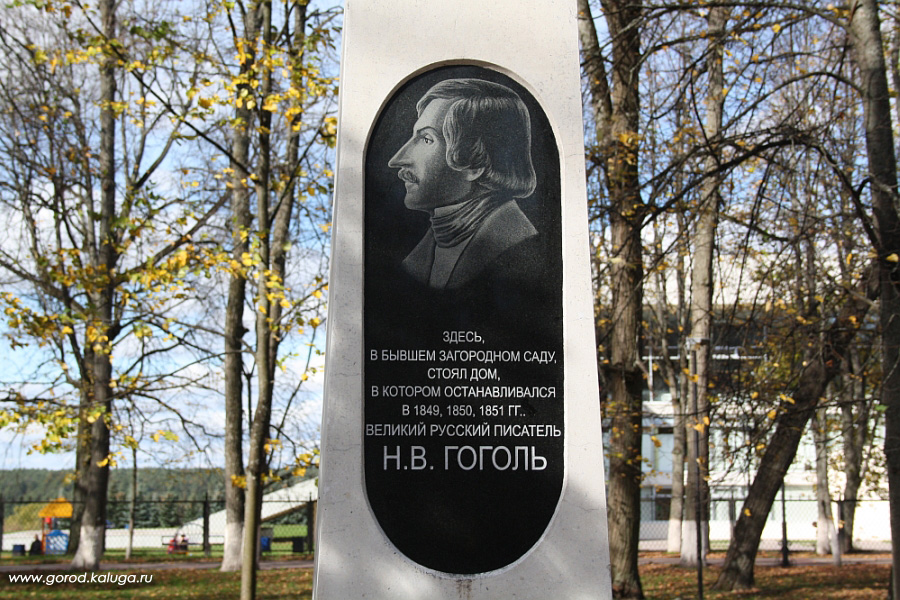 ЗДЕСЬ,
В БЫВШЕМ ЗАГОРОДНОМ САДУ,
СТОЯЛ ДОМ,
В КОТОРОМ ОСТАНАВЛИВАЛСЯ
В 1849, 1850, 1851 ГГ..
ВЕЛИКИЙ РУССКИЙ ПИСАТЕЛЬ
Н.В. ГОГОЛЬ
www.gorod.kaluga.ru